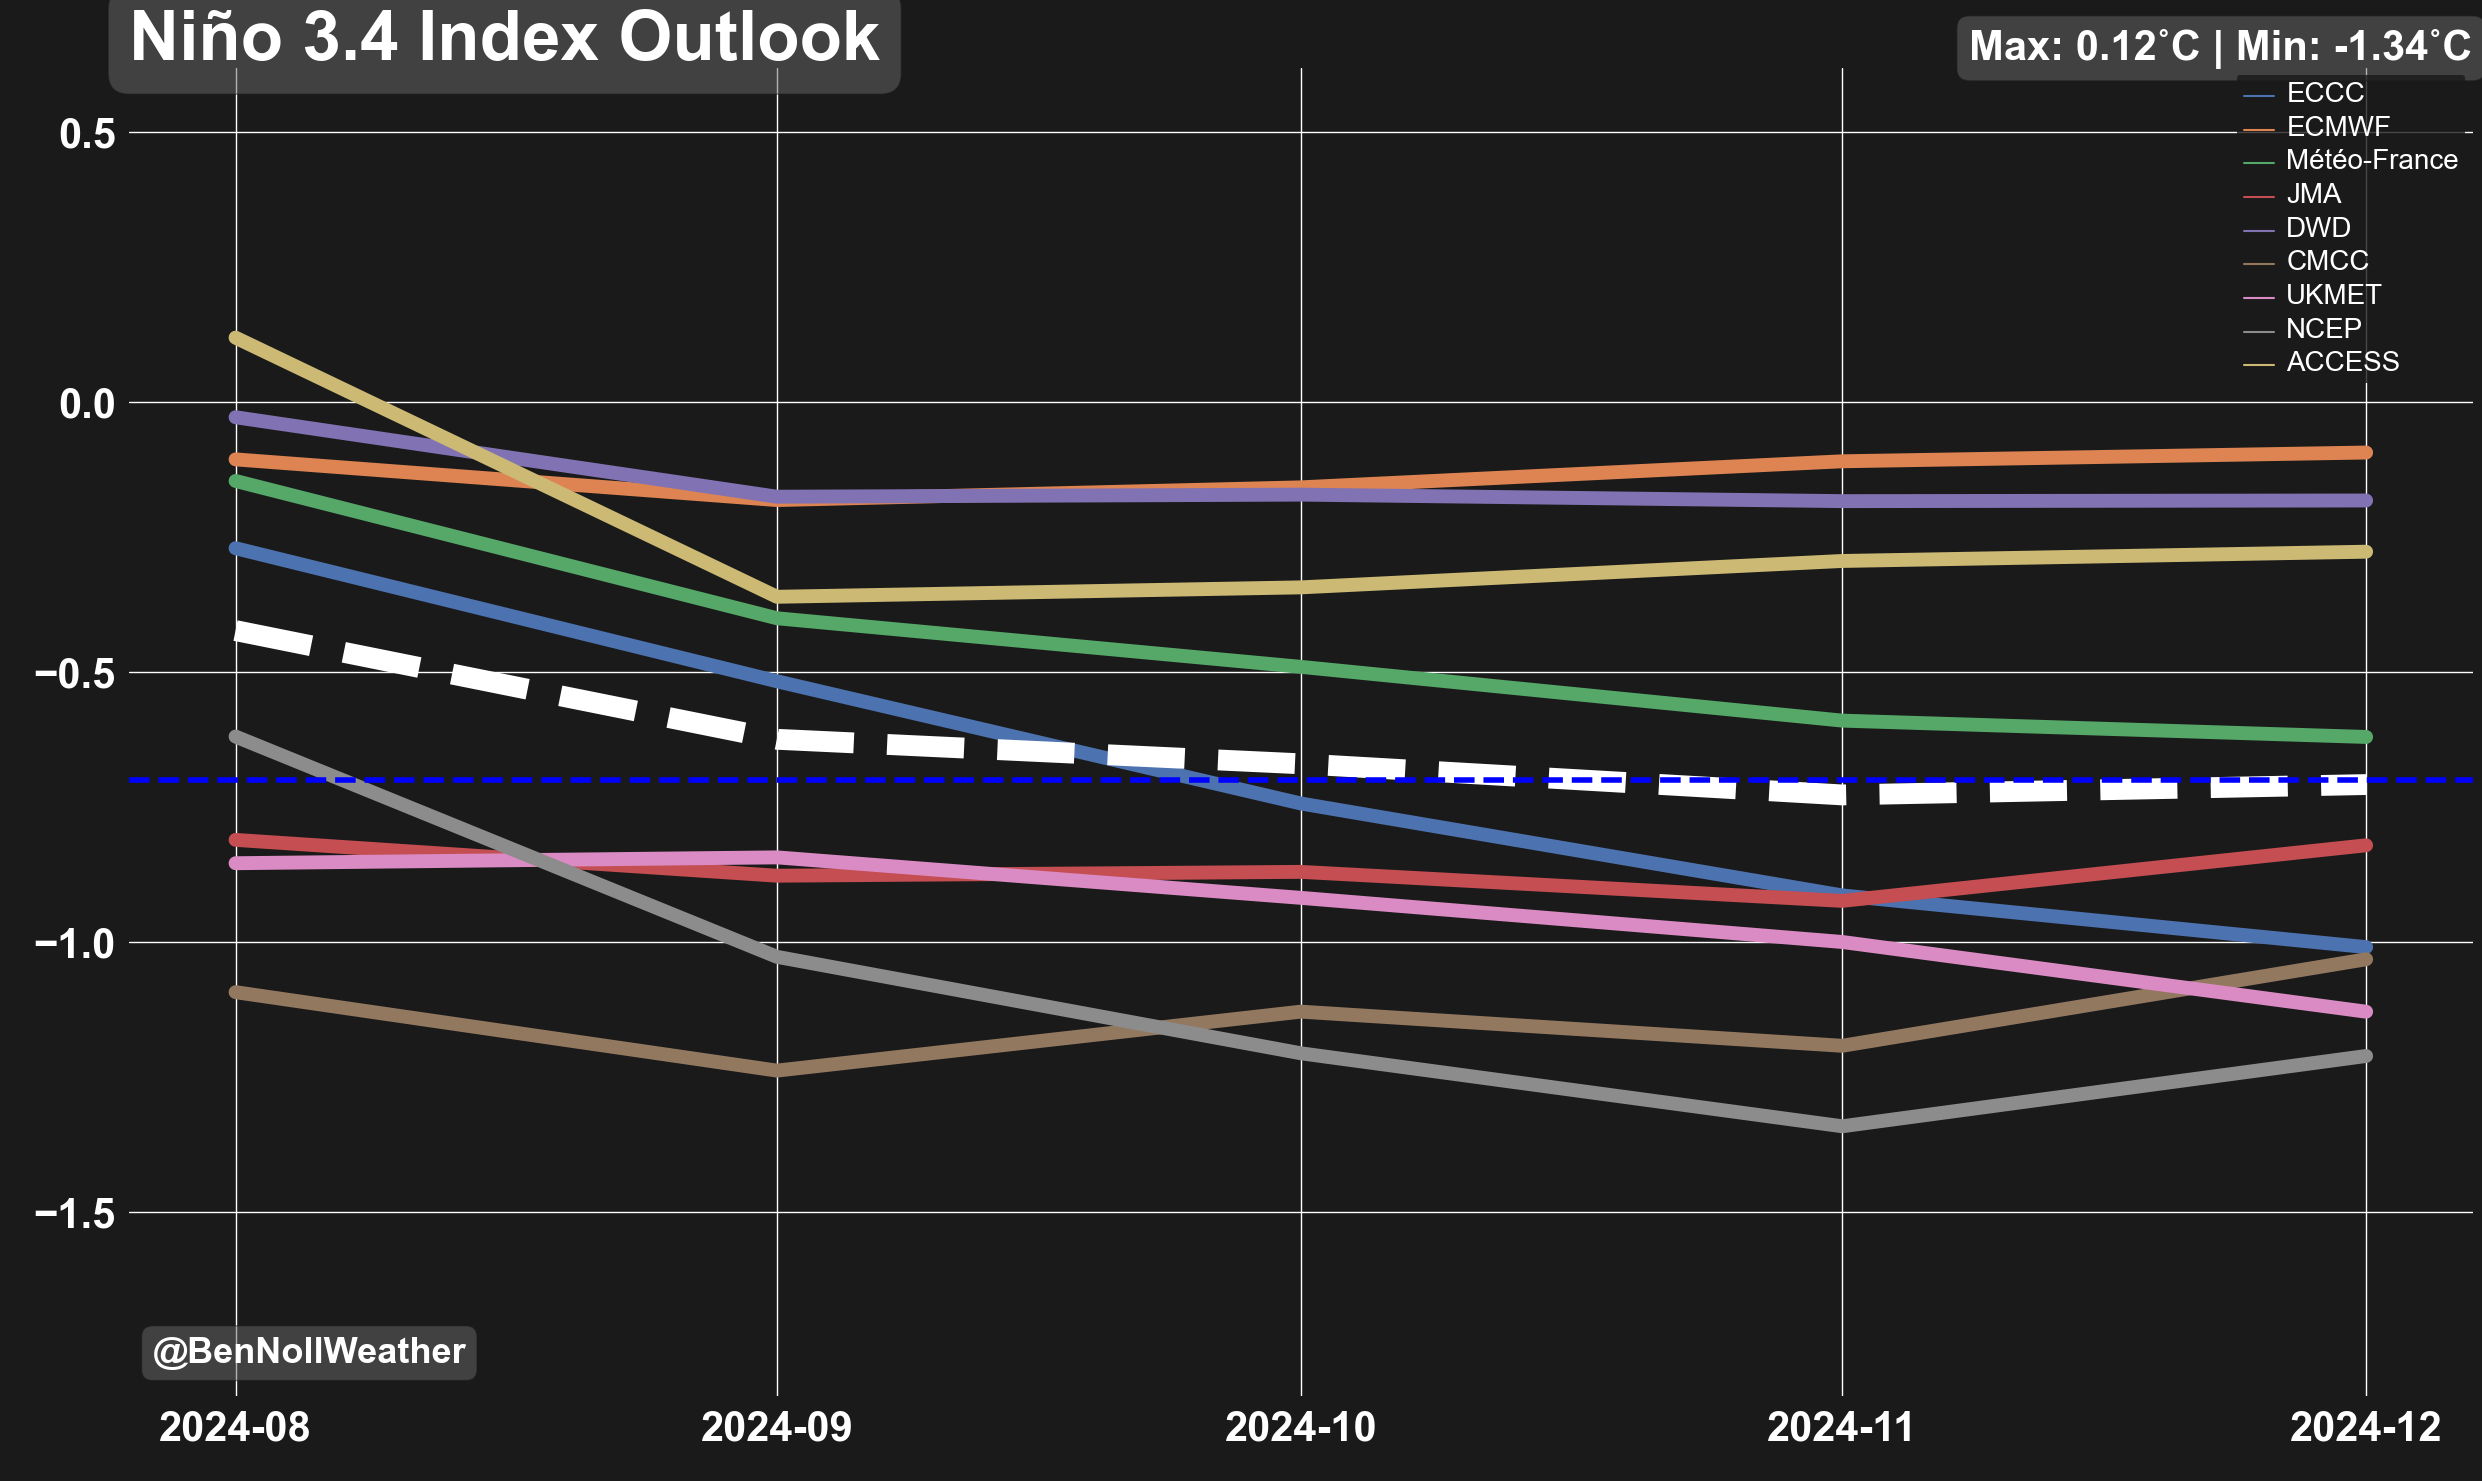 Niño 3.4 Index Outlook
Max: 0.12˚C | Min: -1.34˚C
ECCC
ECMWF
Météo-France
JMA
DWD
CMCC
UKMET
NCEP
ACCESS
0.5
0.0
−0.5
−1.0
−1.5
@BenNollWeather
2024-08 2024-09 2024-10 2024-11 2024-12